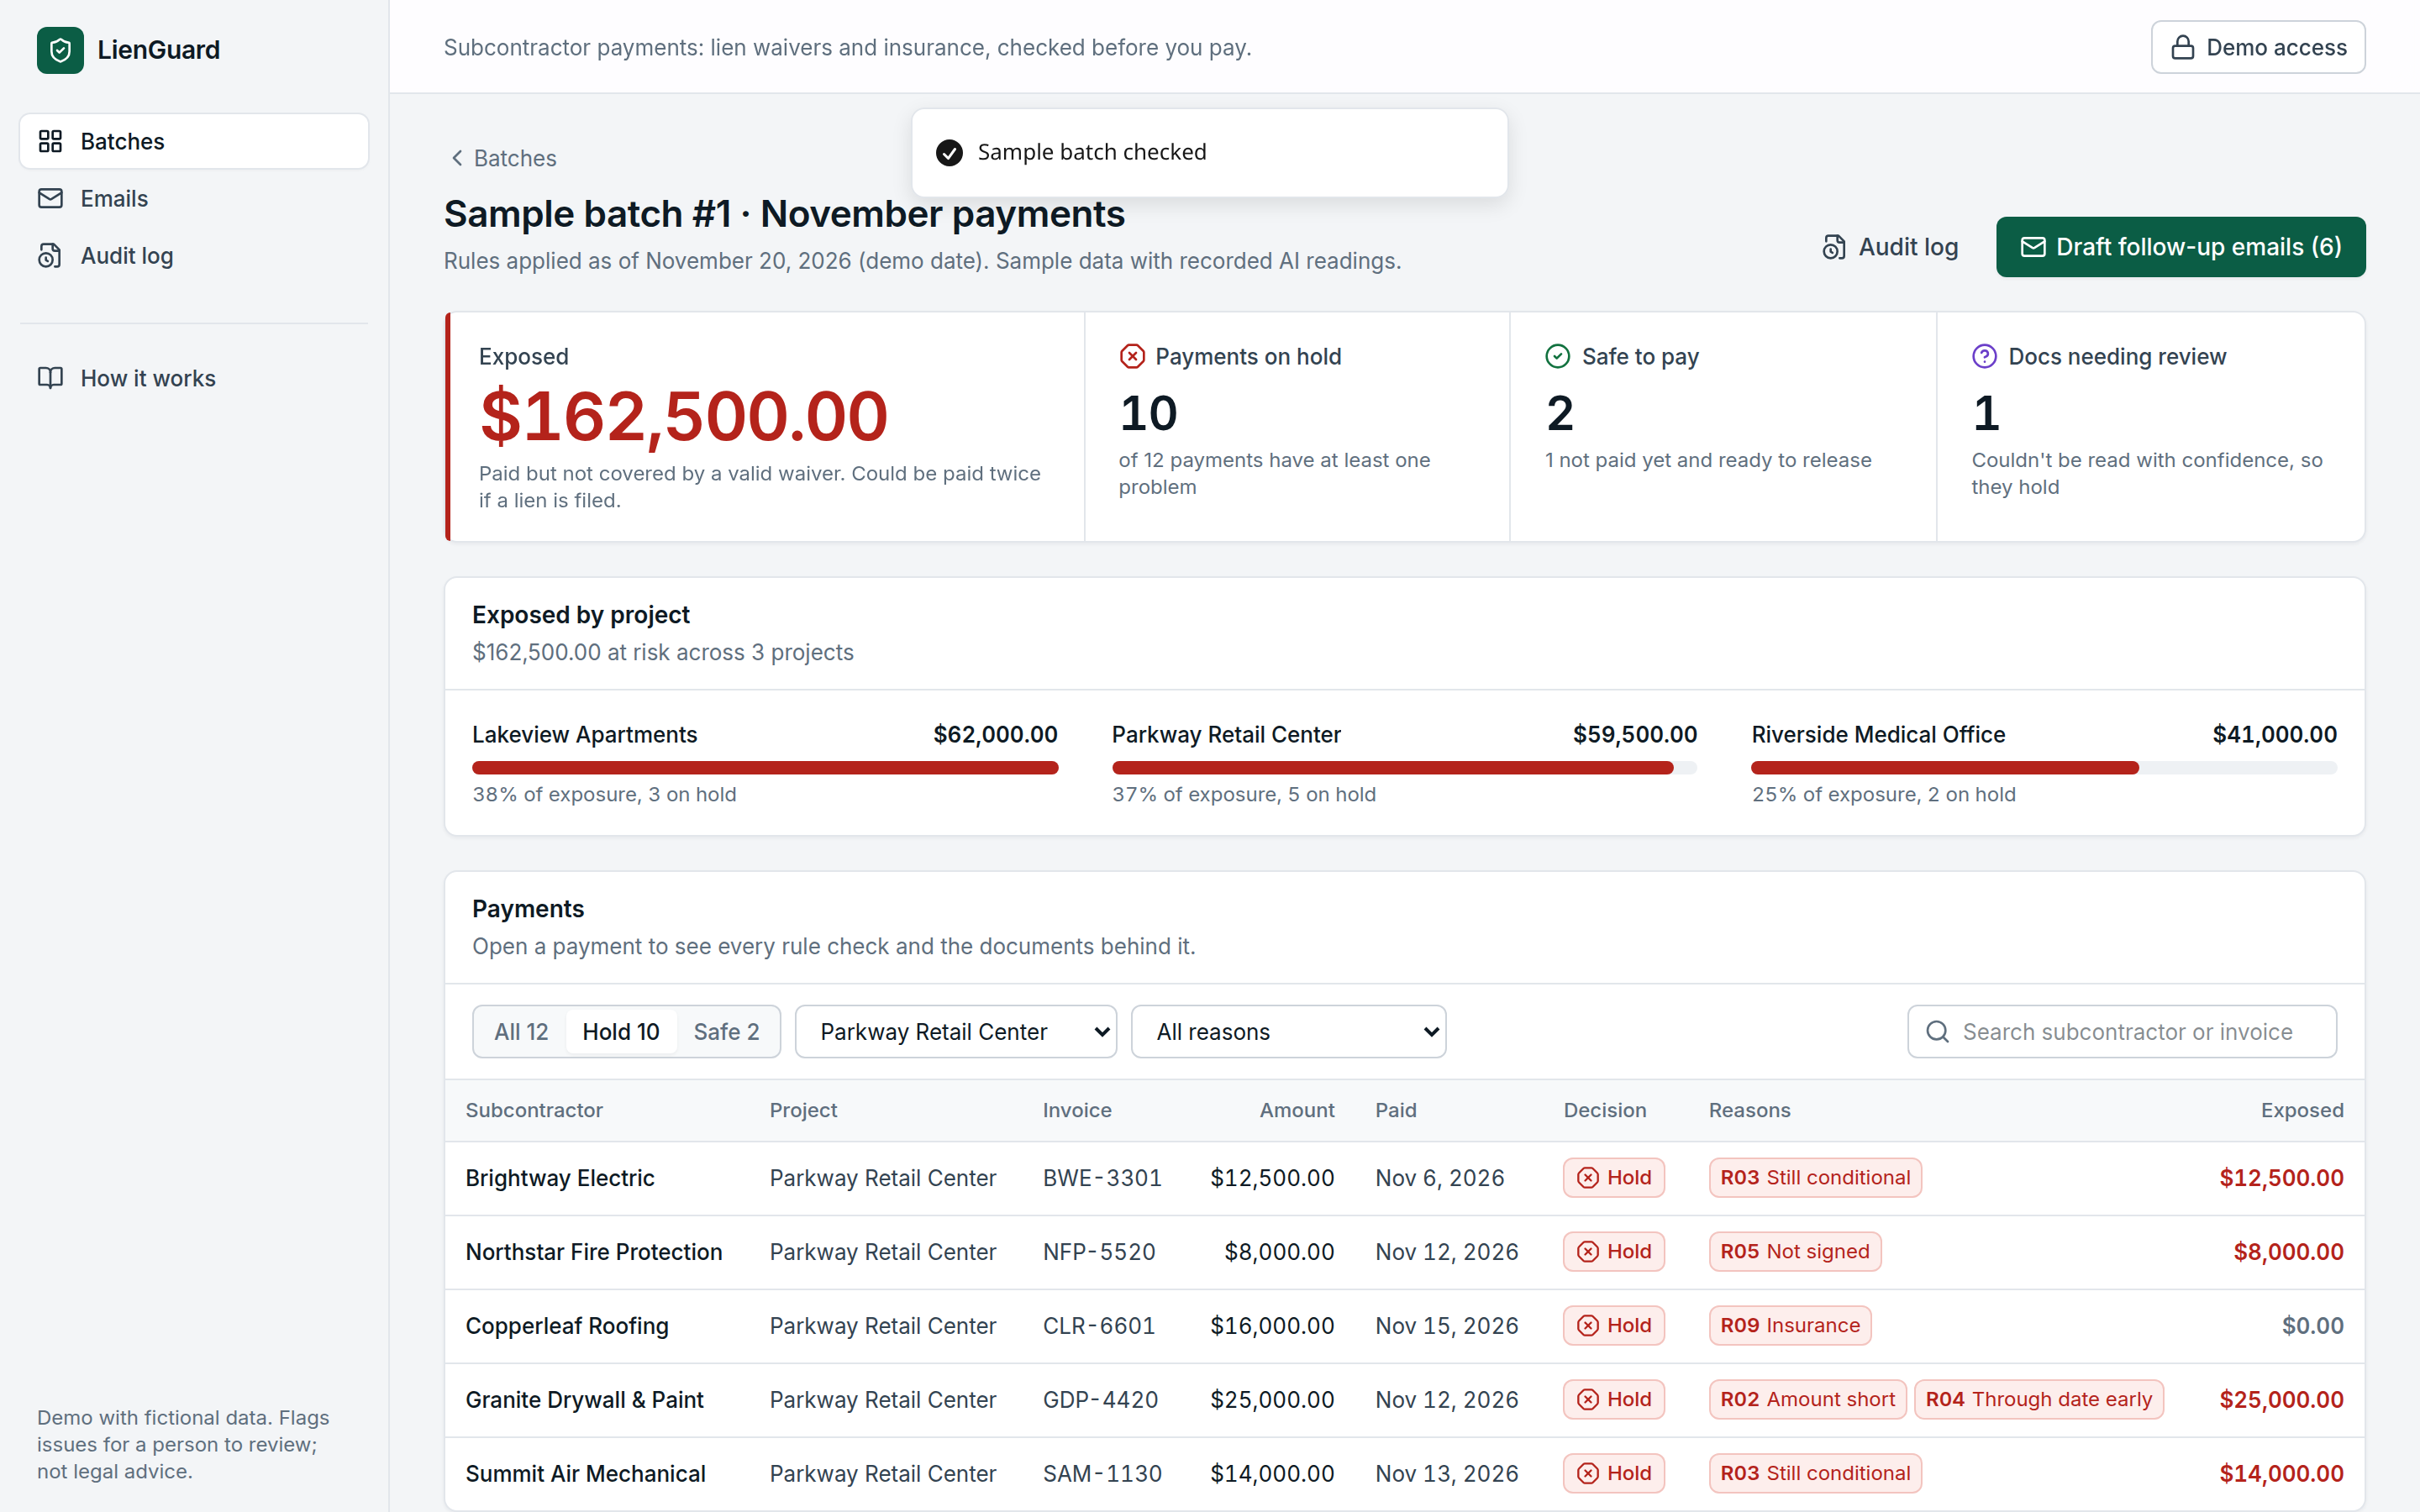 LienGuard
Batches
Emails
Audit log
How it works
Demo with fictional data. Flags
issues for a person to review;
not legal advice.
Subcontractor payments: lien waivers and insurance, checked before you pay.
Demo access
Sample batch checked
Batches
Sample batch #1 · November payments
Rules applied as of November 20, 2026 (demo date). Sample data with recorded AI readings.
Audit log
Draft follow-up emails (6)
Exposed
$162,500.00
Paid but not covered by a valid waiver. Could be paid twice
if a lien is filed.
Payments on hold
10
of 12 payments have at least one
problem
Safe to pay
2
1 not paid yet and ready to release
Docs needing review
1
Couldn't be read with confidence, so
they hold
Exposed by project
$162,500.00 at risk across 3 projects
Lakeview Apartments $62,000.00
38% of exposure, 3 on hold
Parkway Retail Center $59,500.00
37% of exposure, 5 on hold
Riverside Medical Office $41,000.00
25% of exposure, 2 on hold
Payments
Open a payment to see every rule check and the documents behind it.
All 12 Hold 10 Safe 2 Parkway Retail Center All reasons Search subcontractor or invoice
Subcontractor Project Invoice Amount Paid Decision Reasons Exposed
Brightway Electric Parkway Retail Center BWE-3301 $12,500.00 Nov 6, 2026 Hold R03 Still conditional $12,500.00
Northstar Fire Protection Parkway Retail Center NFP-5520 $8,000.00 Nov 12, 2026 Hold R05 Not signed $8,000.00
Copperleaf Roofing Parkway Retail Center CLR-6601 $16,000.00 Nov 15, 2026 Hold R09 Insurance $0.00
Granite Drywall & Paint Parkway Retail Center GDP-4420 $25,000.00 Nov 12, 2026 Hold R02 Amount short R04 Through date early $25,000.00
Summit Air Mechanical Parkway Retail Center SAM-1130 $14,000.00 Nov 13, 2026 Hold R03 Still conditional $14,000.00